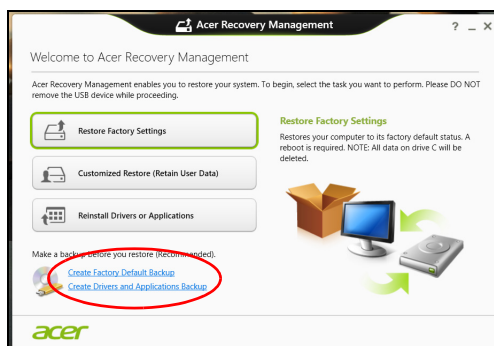 Acer Recovery Management
? _ X
Welcome to Acer Recovery Management
Acer Recovery Management enables you to restore your system. To begin, select the task you want to perform. Please DO NOT
remove the USB device while proceeding.
Restore Factory Settings
Customized Restore (Retain User Data)
Reinstall Drivers or Applications
Restore Factory Settings
Restores your computer to its factory default status. A
reboot is required. NOTE: All data on drive C will be
deleted.
Make a backup before you restore (Recommended).
Create Factory Default Backup
Create Drivers and Applications Backup
acer